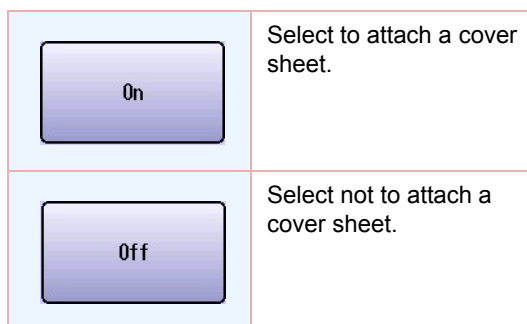 On
Select to attach a cover
sheet.
Off
Select not to attach a
cover sheet.